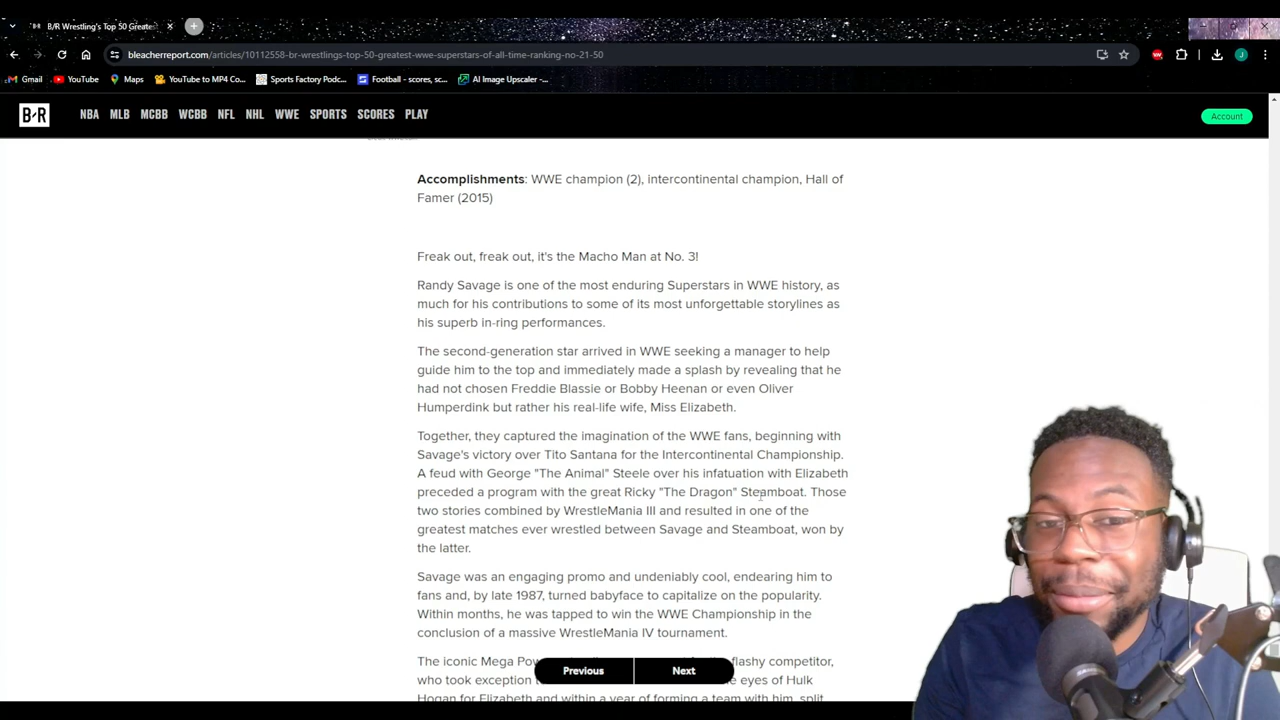 B/R Wrestling's Top 50 Greate
bleacherreport.com/articles/10112558-br-wrestlings-top-50-greatest-wwe-superstars-of-all-time-ranking-no-21-50
J
Gmail YouTube Maps YouTube to MP4 Co... Sports Factory Podc... Football - scores, sc... AI Image Upscaler -...
B/R NBA MLB MCBB WCBB NFL NHL WWE SPORTS SCORES PLAY Account
Accomplishments: WWE champion (2), intercontinental champion, Hall of
Famer (2015)
Freak out, freak out, it's the Macho Man at No. 3!
Randy Savage is one of the most enduring Superstars in WWE history, as
much for his contributions to some of its most unforgettable storylines as
his superb in-ring performances.
The second-generation star arrived in WWE seeking a manager to help
guide him to the top and immediately made a splash by revealing that he
had not chosen Freddie Blassie or Bobby Heenan or even Oliver
Humperdink but rather his real-life wife, Miss Elizabeth.
Together, they captured the imagination of the WWE fans, beginning with
Savage's victory over Tito Santana for the Intercontinental Championship.
A feud with George "The Animal" Steele over his infatuation with Elizabeth
preceded a program with the great Ricky "The Dragon" Steamboat. Those
two stories combined by WrestleMania III and resulted in one of the
greatest matches ever wrestled between Savage and Steamboat, won by
the latter.
Savage was an engaging promo and undeniably cool, endearing him to
fans and, by late 1987, turned babyface to capitalize on the popularity.
Within months, he was tapped to win the WWE Championship in the
conclusion of a massive WrestleMania IV tournament.
The iconic Mega Pow flashy competitor,
Previous Next
who took exception eyes of Hulk
Hogan for Elizabeth and within a year of forming a team with him, split